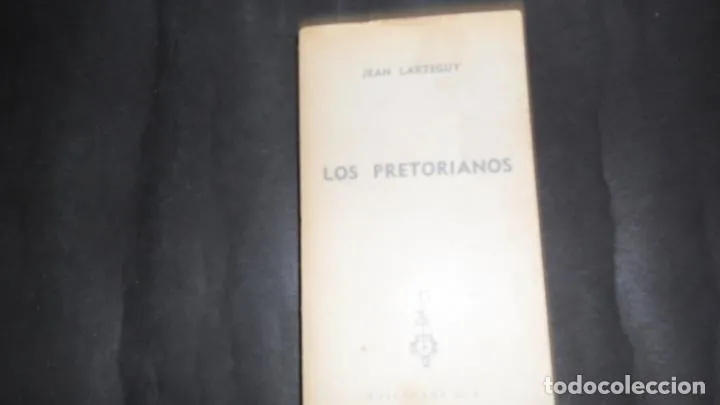 JEAN LARTEGUY
LOS PRETORIANOS
todocoleccion